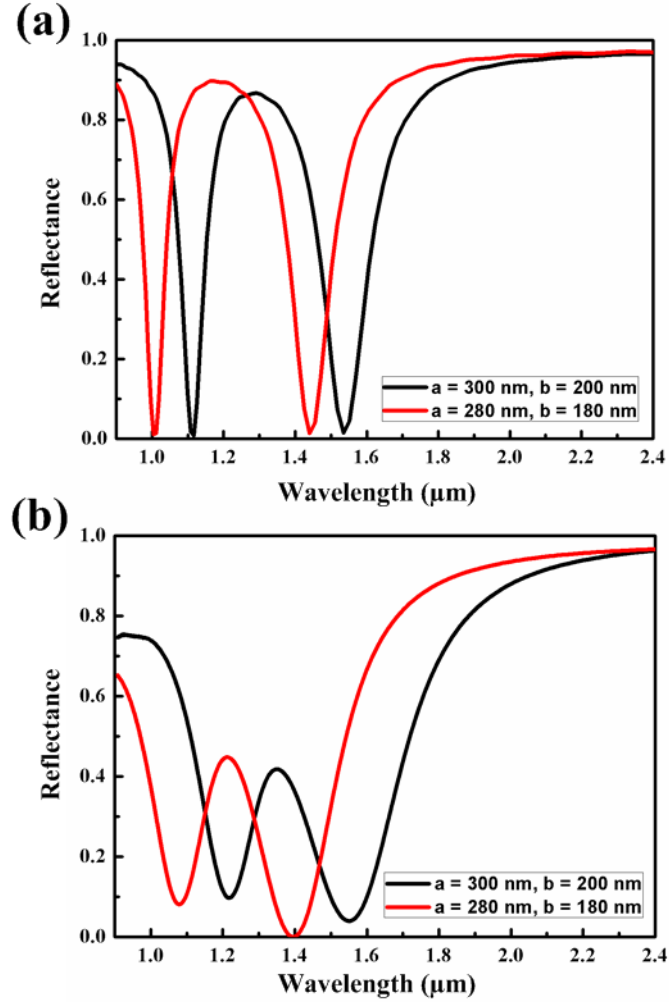 (a)
1.0
0.8
0.6
0.4
0.2
0.0
Reflectance
a = 300 nm, b = 200 nm
a = 280 nm, b = 180 nm
1.0 1.2 1.4 1.6 1.8 2.0 2.2 2.4
Wavelength (μm)
(b)
1.0
0.8
0.6
0.4
0.2
0.0
Reflectance
a = 300 nm, b = 200 nm
a = 280 nm, b = 180 nm
1.0 1.2 1.4 1.6 1.8 2.0 2.2 2.4
Wavelength (μm)